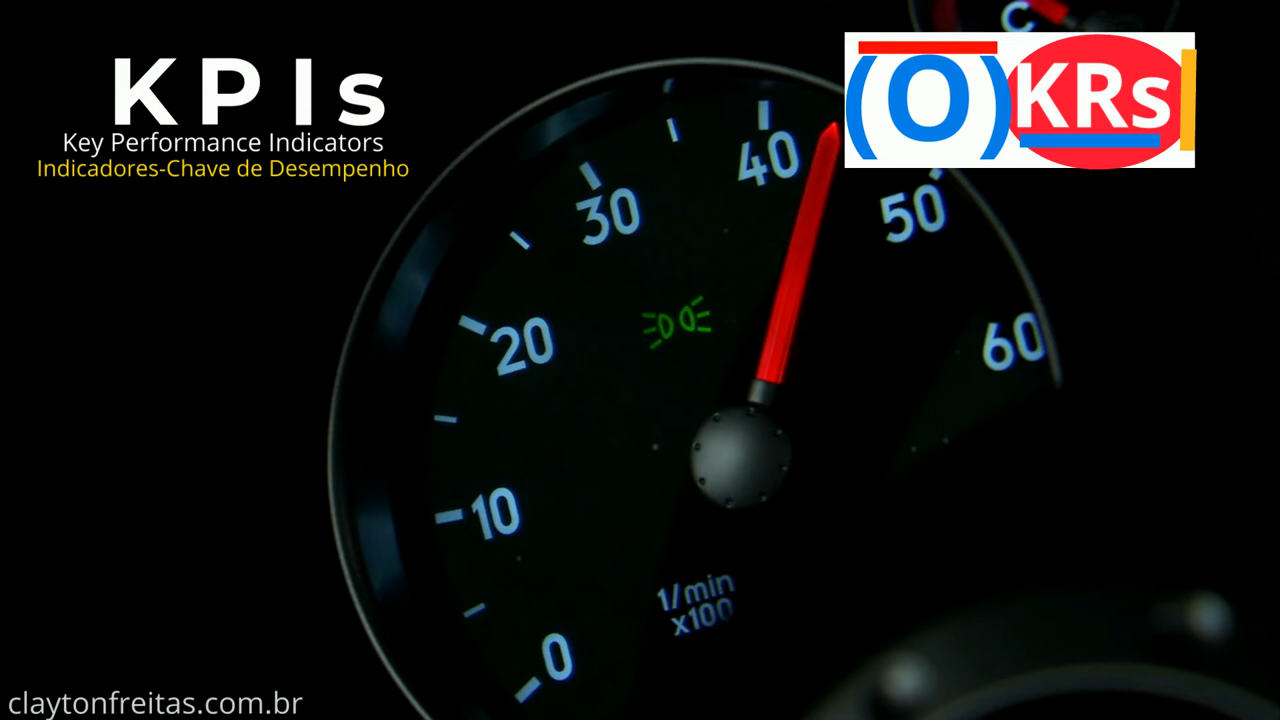 KPIs
Key Performance Indicators
Indicadores-Chave de Desempenho
(O)KRs
C
40
30
50
20
60
10
1/min
x100
0
claytonfreitas.com.br